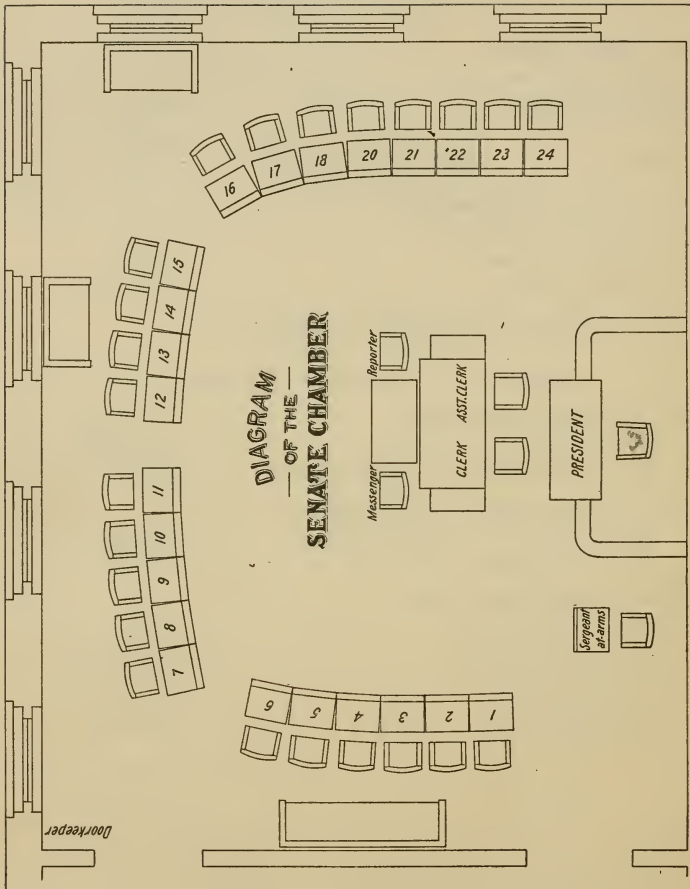 DIAGRAM
OF THE
SENATE CHAMBER
16
17
18
20
21
22
23
24
15
14
13
12
11
10
9
8
7
6
5
4
3
2
1
Reporter
Messenger
ASST.CLERK
CLERK
PRESIDENT
Sergeant
at-arms
Doorkeeper